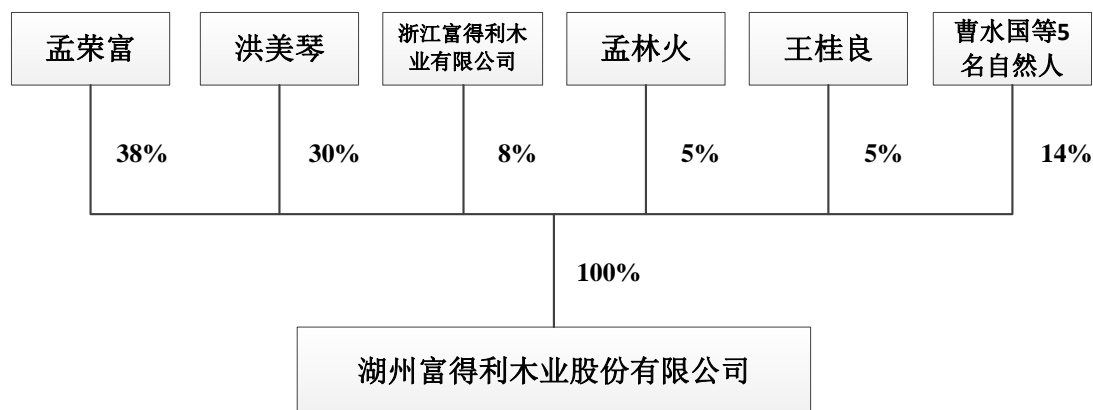 孟荣富
洪美琴
浙江富得利木
业有限公司
孟林火
王桂良
曹水国等5
名自然人
38%
30%
8%
5%
5%
14%
100%
湖州富得利木业股份有限公司